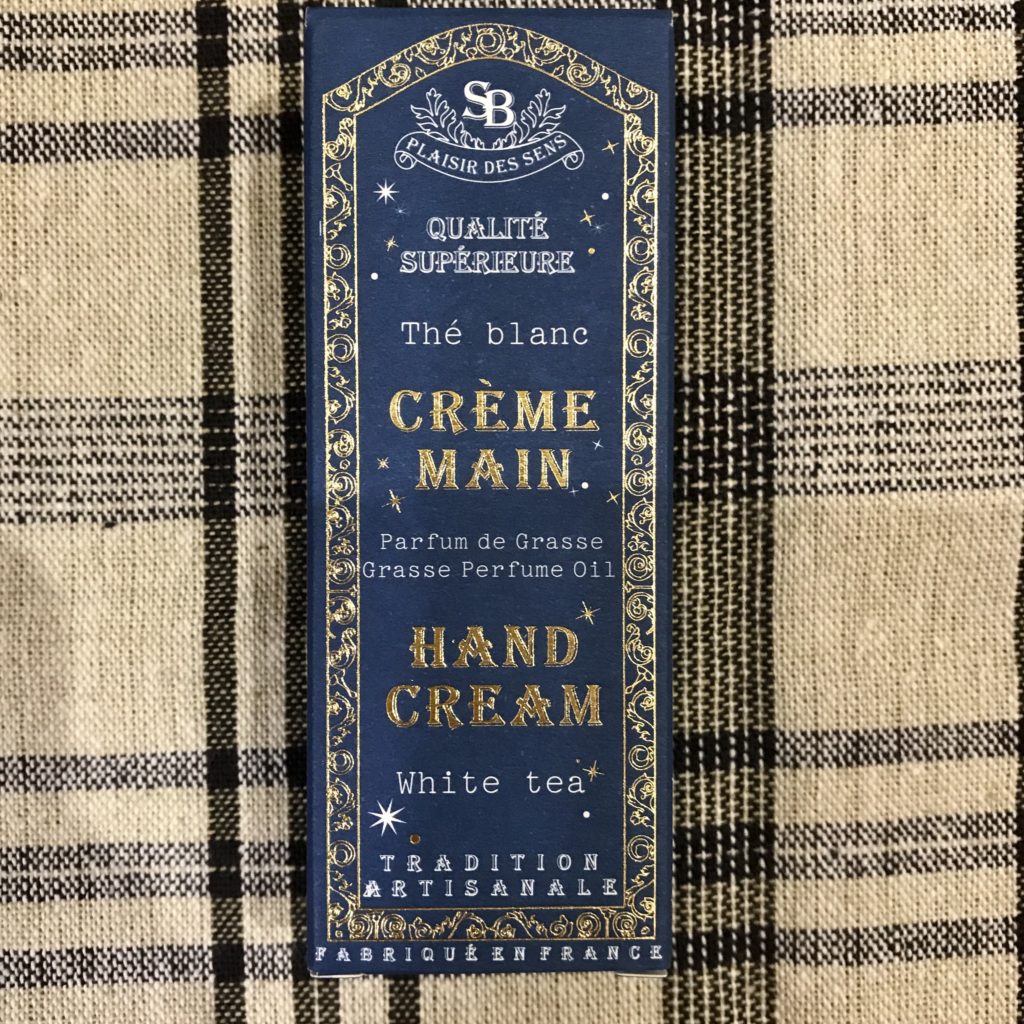 SB
PLAISIR DES SENS
QUALITÉ
SUPÉRIEURE
Thé blanc
CRÈME
MAIN
Parfum de Grasse
Grasse Perfume Oil
HAND
CREAM
White tea
TRADITION
ARTISANALE
FABRIQUÉ EN FRANCE